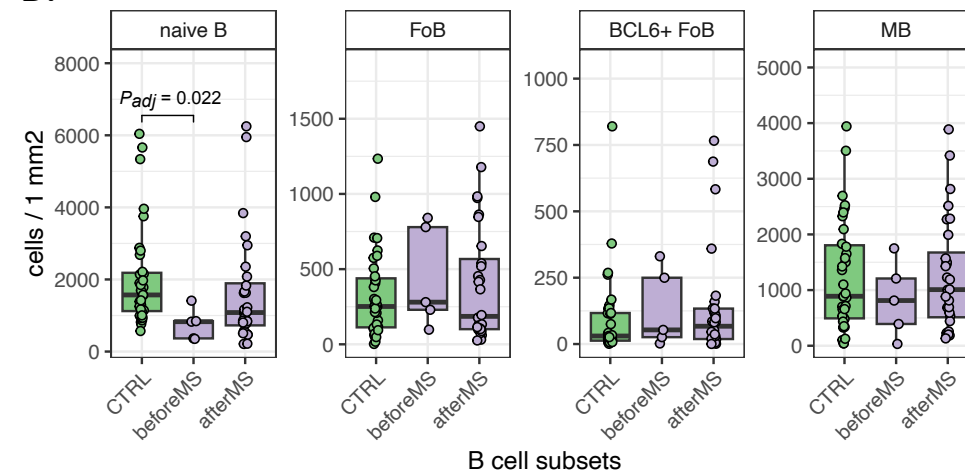 naive B
FoB
BCL6+ FoB
MB
cells / 1 mm2
8000
6000
4000
2000
0
Padj = 0.022
1500
1000
500
0
1000
750
500
250
0
5000
4000
3000
2000
1000
0
CTRL
beforeMS
afterMS
CTRL
beforeMS
afterMS
CTRL
beforeMS
afterMS
CTRL
beforeMS
afterMS
B cell subsets